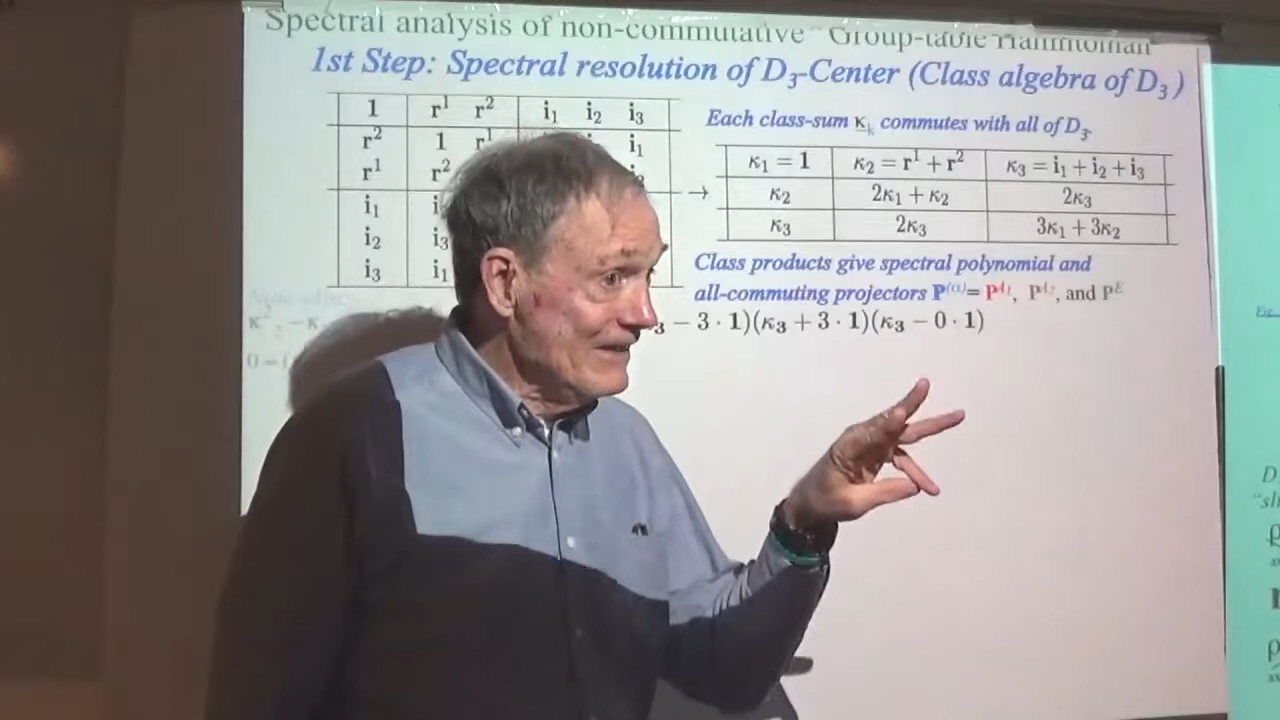 Spectral analysis of non-commutative "Group-table Hamiltonian
1st Step: Spectral resolution of D₃-Center (Class algebra of D₃)
1 r¹ r² i₁ i₂ i₃
r² 1 r¹ i₁
r¹ r²
i₁
i₂ i₃
i₃ i₁
Each class-sum κₖ commutes with all of D₃.
→
κ₁ = 1 κ₂ = r¹ + r² κ₃ = i₁ + i₂ + i₃
κ₂ 2κ₁ + κ₂ 2κ₃
κ₃ 2κ₃ 3κ₁ + 3κ₂
Class products give spectral polynomial and
all-commuting projectors P⁽ᵅ⁾= Pᴬ¹, Pᴬ², and Pᴱ
₃ − 3 · 1)(κ₃ + 3 · 1)(κ₃ − 0 · 1)
0 =
D
"sl